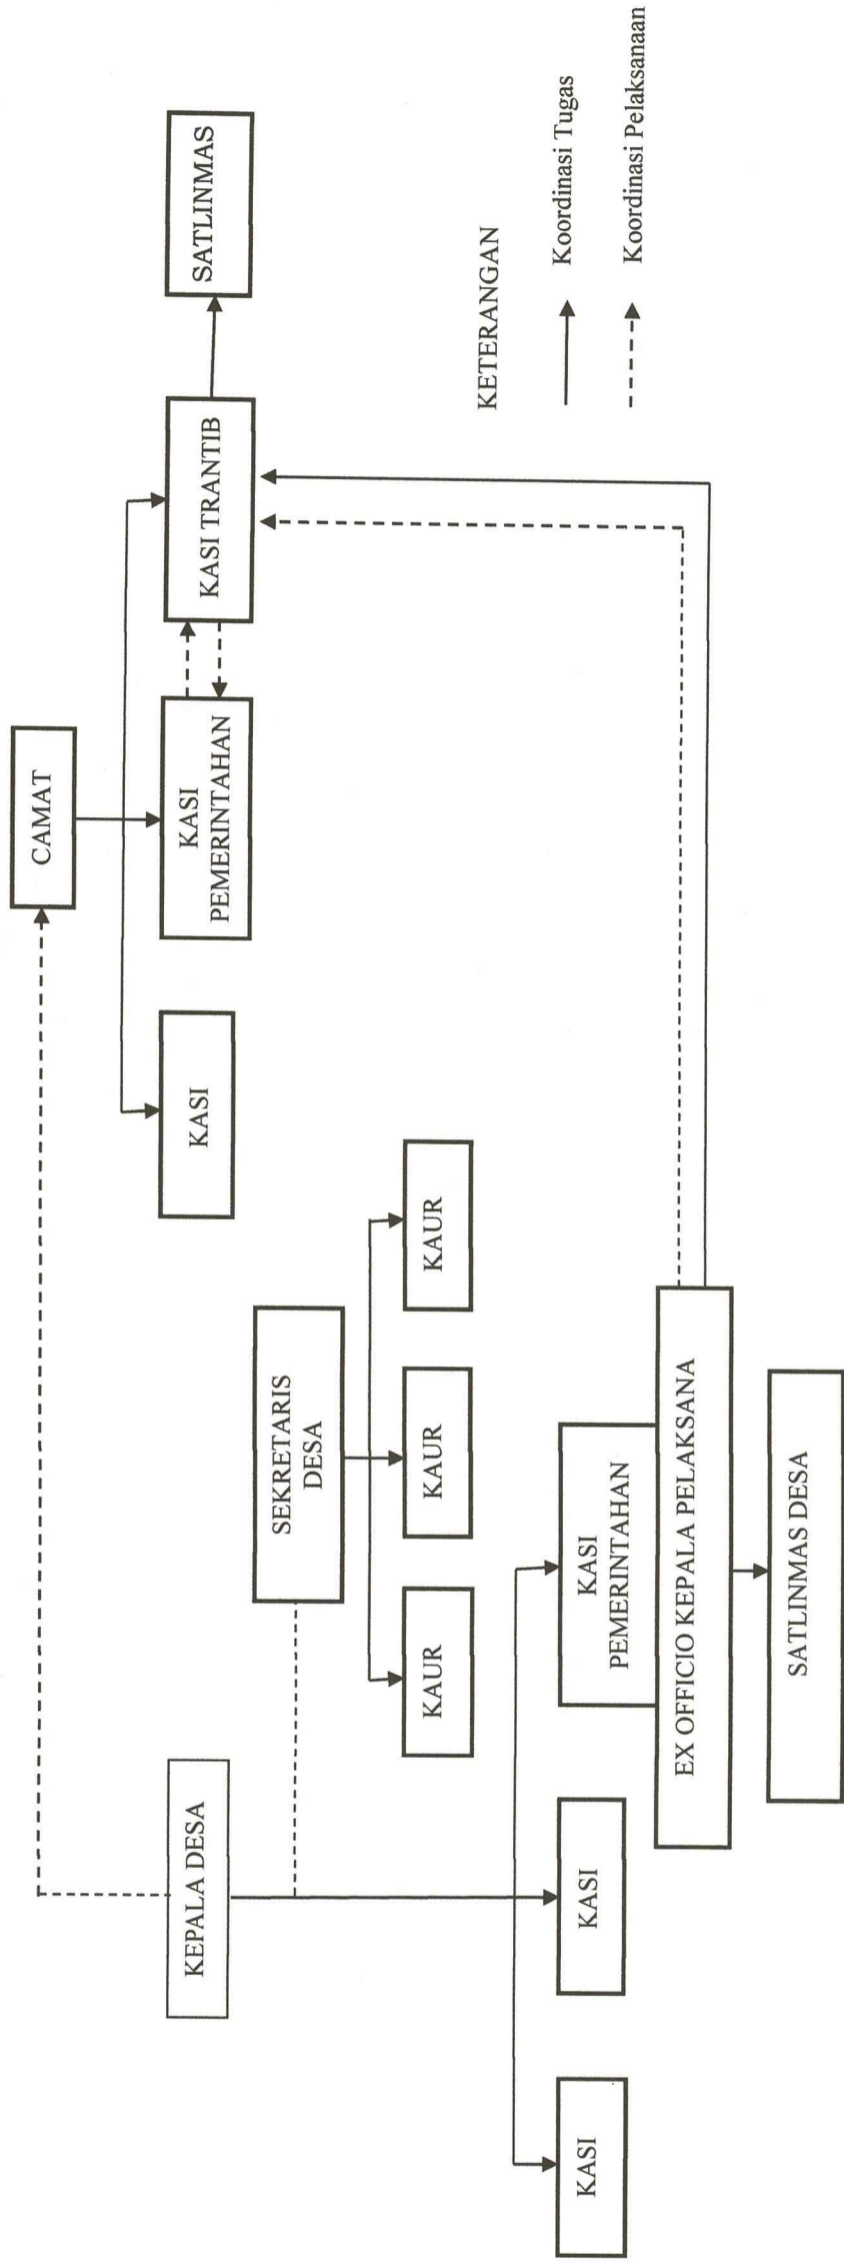 CAMAT
KEPALA DESA
KASI
KASI
PEMERINTAHAN
KASI TRANTIB
SATLINMAS
SEKRETARIS
DESA
KAUR
KAUR
KAUR
KETERANGAN
Koordinasi Tugas
Koordinasi Pelaksanaan
KASI
KASI
KASI
PEMERINTAHAN
EX OFFICIO KEPALA PELAKSANA
SATLINMAS DESA